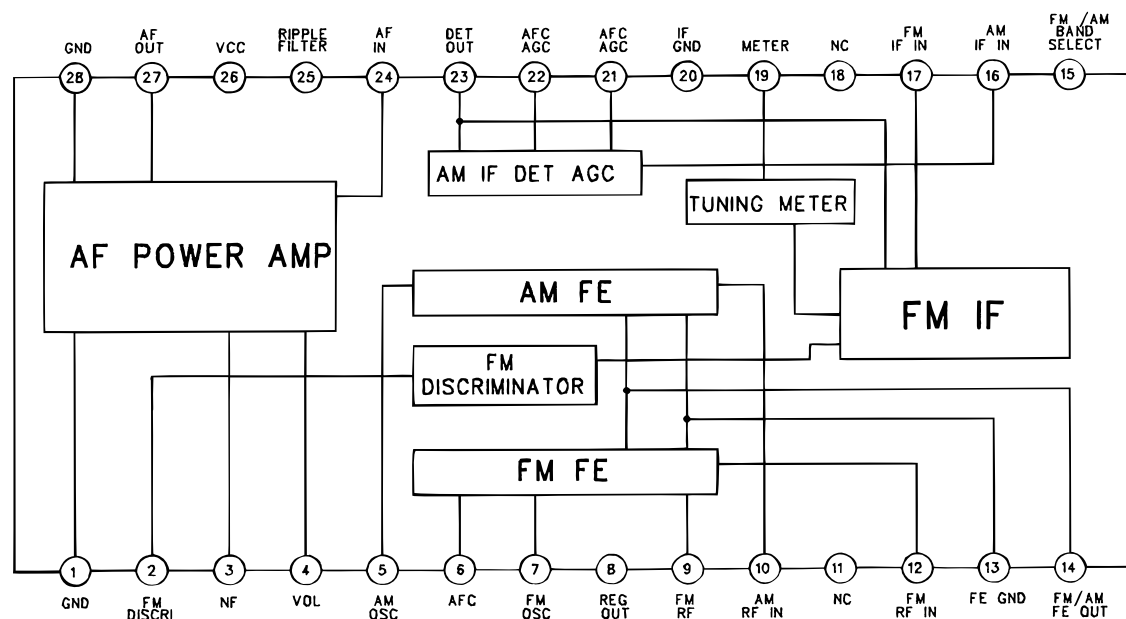 GND
AF
OUT
VCC
RIPPLE
FILTER
AF
IN
DET
OUT
AFC
AGC
AFC
AGC
IF
GND
METER
NC
FM
IF IN
AM
IF IN
FM /AM
BAND
SELECT
28
27
26
25
24
23
22
21
20
19
18
17
16
15
AM IF DET AGC
TUNING METER
AF POWER AMP
AM FE
FM IF
FM
DISCRIMINATOR
FM FE
1
2
3
4
5
6
7
8
9
10
11
12
13
14
GND
FM
DISCRI
NF
VOL
AM
OSC
AFC
FM
OSC
REG
OUT
FM
RF
AM
RF IN
NC
FM
RF IN
FE GND
FM/AM
FE OUT